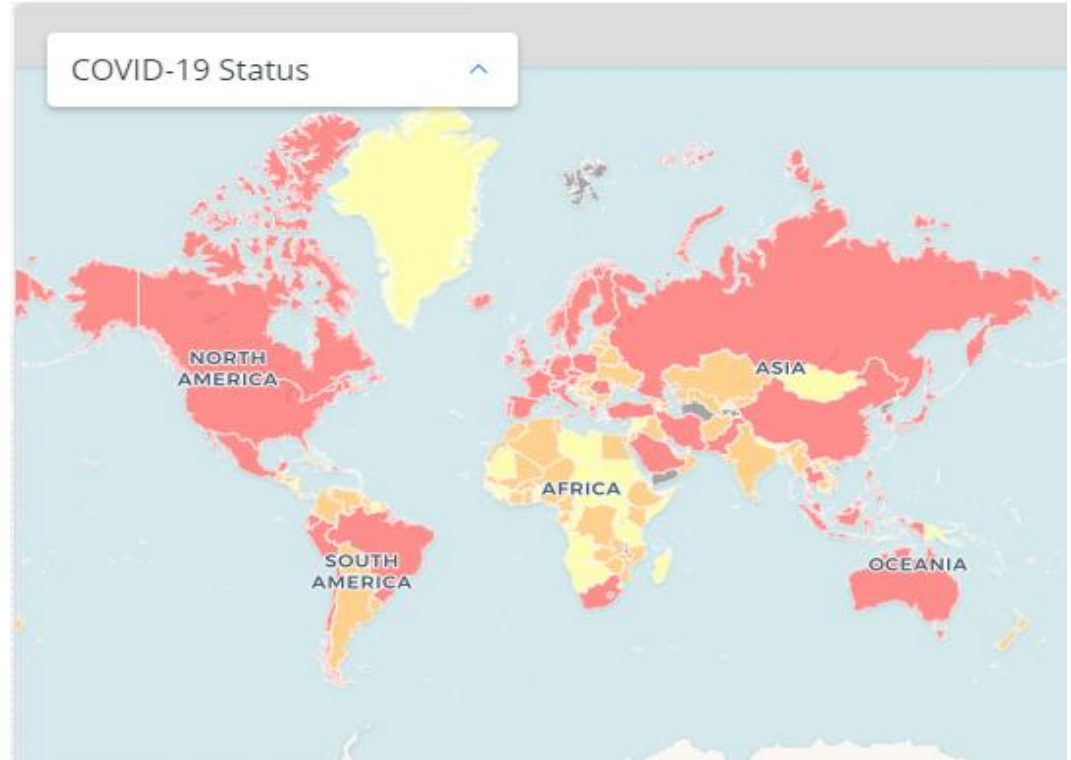 COVID-19 Status
NORTH
AMERICA
ASIA
AFRICA
SOUTH
AMERICA
OCEANIA